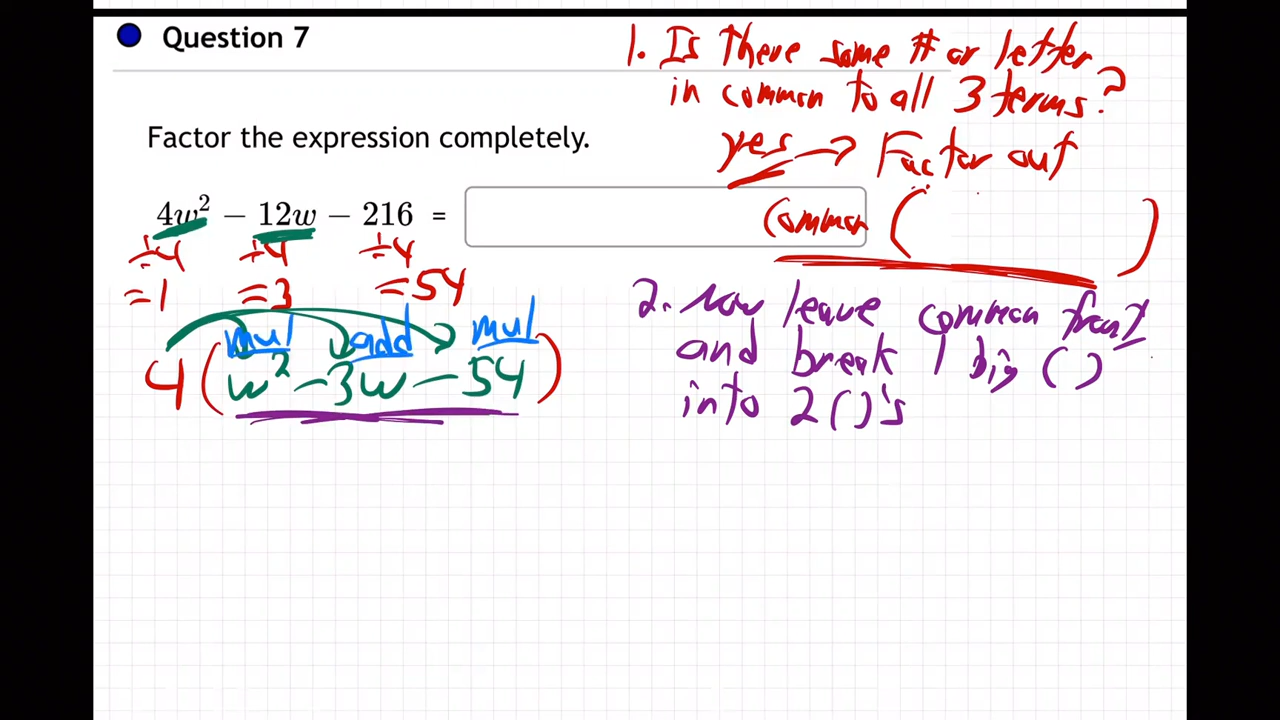 Question 7
1. Is there some # or letter
in common to all 3 terms?
yes → Factor out
Common ( )
Factor the expression completely.
4w² − 12w − 216 =
÷4 ÷4 ÷4
=1 =3 =54
mul add mul
4(w² − 3w − 54)
2. Now leave common front
and break 1 big ()
into 2 ()'s